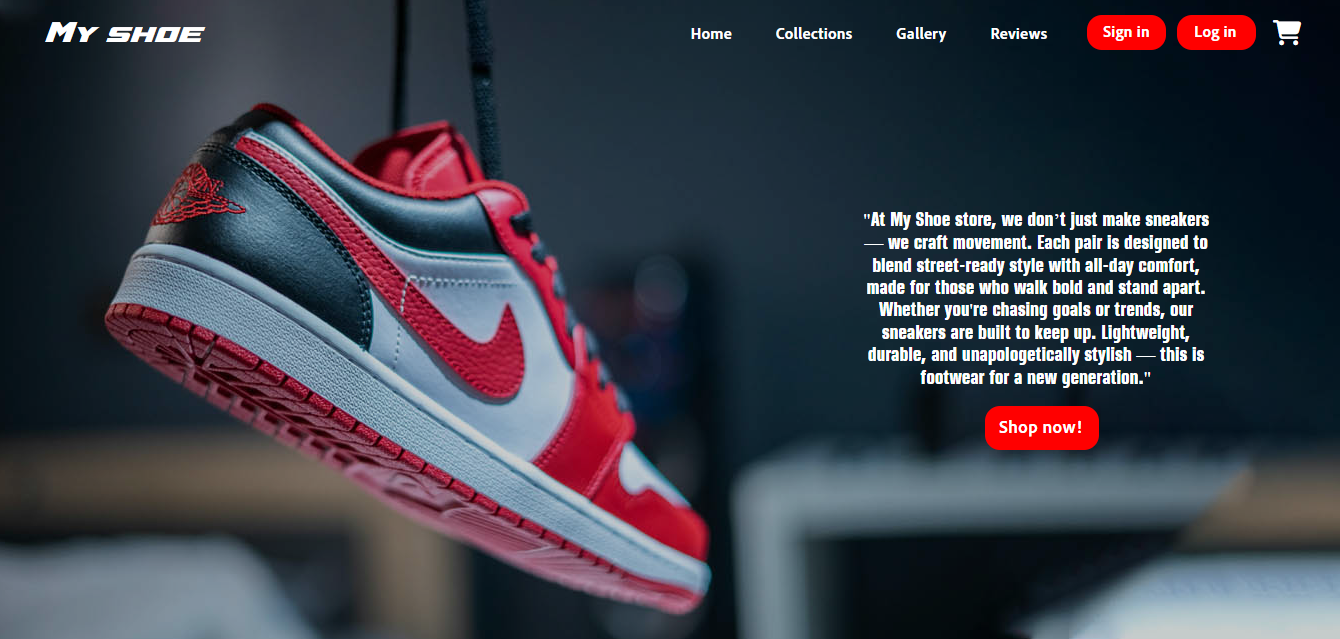 My shoe
Home Collections Gallery Reviews Sign in Log in
"At My Shoe store, we don’t just make sneakers
— we craft movement. Each pair is designed to
blend street-ready style with all-day comfort,
made for those who walk bold and stand apart.
Whether you're chasing goals or trends, our
sneakers are built to keep up. Lightweight,
durable, and unapologetically stylish — this is
footwear for a new generation."
Shop now!